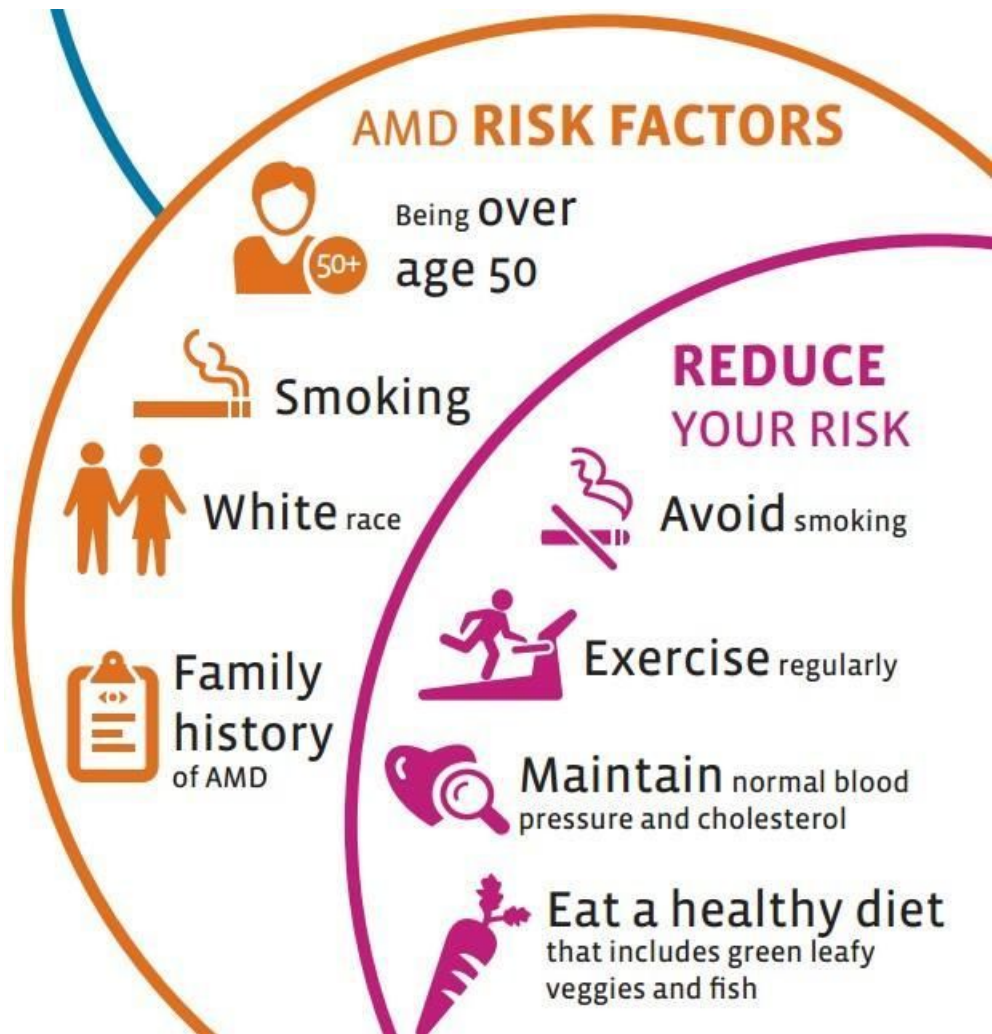 AMD RISK FACTORS
Being over
age 50
50+
Smoking
White race
Family
history
of AMD
REDUCE
YOUR RISK
Avoid smoking
Exercise regularly
Maintain normal blood
pressure and cholesterol
Eat a healthy diet
that includes green leafy
veggies and fish